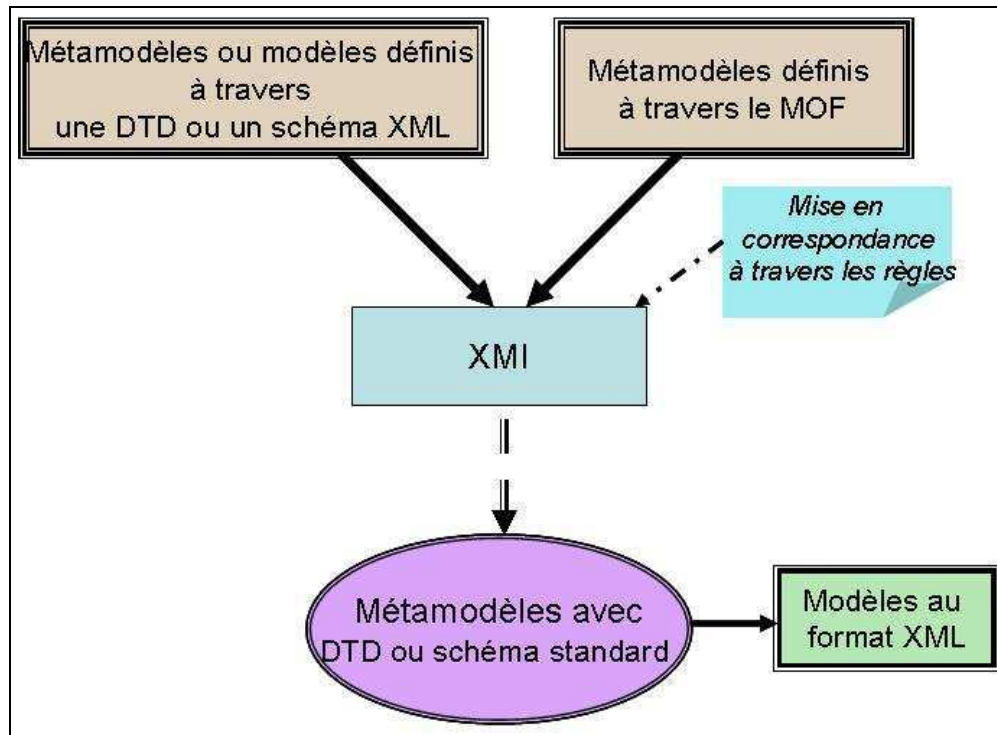 Métamodèles ou modèles définis
à travers
une DTD ou un schéma XML
Métamodèles définis
à travers le MOF
Mise en
correspondance
à travers les règles
XMI
Métamodèles avec
DTD ou schéma standard
Modèles au
format XML